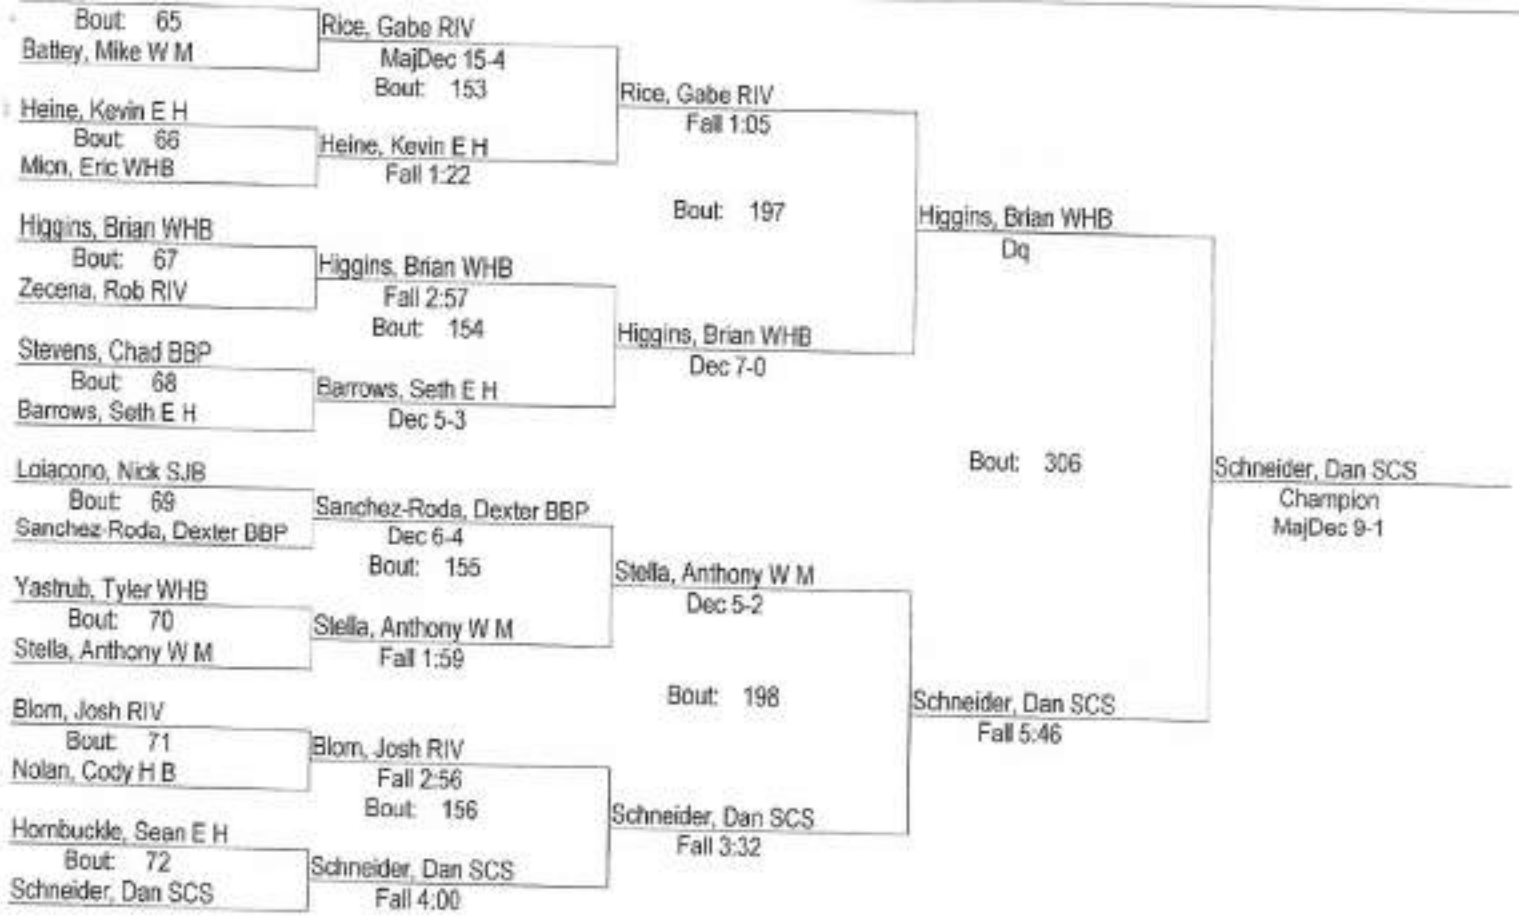 Bout: 65
Batley, Mike W M
Heine, Kevin E H
Bout: 66
Mion, Eric WHB
Higgins, Brian WHB
Bout: 67
Zecena, Rob RIV
Stevens, Chad BBP
Bout: 68
Barrows, Seth E H
Loiacono, Nick SJB
Bout: 69
Sanchez-Roda, Dexter BBP
Yastrub, Tyler WHB
Bout: 70
Stella, Anthony W M
Blom, Josh RIV
Bout: 71
Nolan, Cody H B
Hornbuckle, Sean E H
Bout: 72
Schneider, Dan SCS
Rice, Gabe RIV
MajDec 15-4
Bout: 153
Heine, Kevin E H
Fall 1:22
Higgins, Brian WHB
Fall 2:57
Bout: 154
Barrows, Seth E H
Dec 5-3
Sanchez-Roda, Dexter BBP
Dec 6-4
Bout: 155
Stella, Anthony W M
Fall 1:59
Blom, Josh RIV
Fall 2:56
Bout: 156
Schneider, Dan SCS
Fall 4:00
Rice, Gabe RIV
Fall 1:05
Bout: 197
Higgins, Brian WHB
Dec 7-0
Stella, Anthony W M
Dec 5-2
Bout: 198
Schneider, Dan SCS
Fall 3:32
Higgins, Brian WHB
Dq
Bout: 306
Schneider, Dan SCS
Fall 5:46
Schneider, Dan SCS
Champion
MajDec 9-1